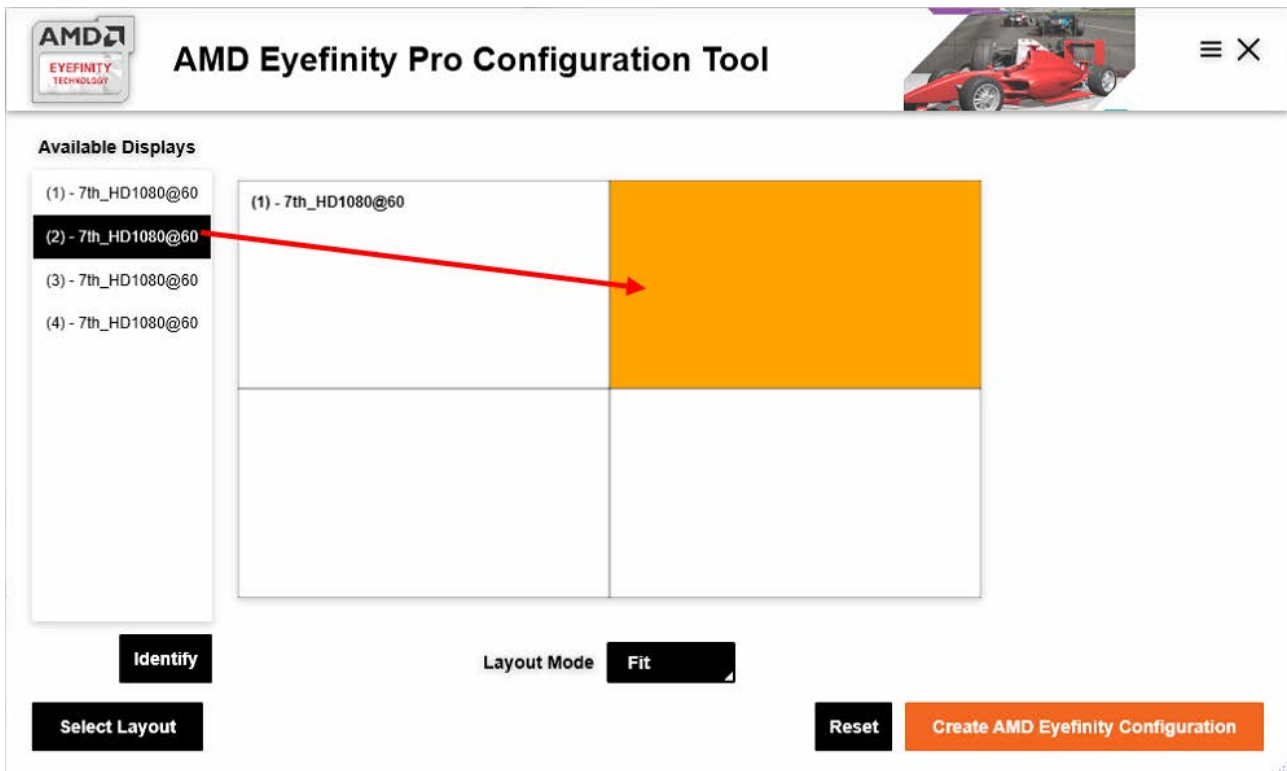 AMD
EYEFINITY
TECHNOLOGY
AMD Eyefinity Pro Configuration Tool
Available Displays
(1) - 7th_HD1080@60
(2) - 7th_HD1080@60
(3) - 7th_HD1080@60
(4) - 7th_HD1080@60
(1) - 7th_HD1080@60
Identify
Layout Mode Fit
Select Layout
Reset
Create AMD Eyefinity Configuration